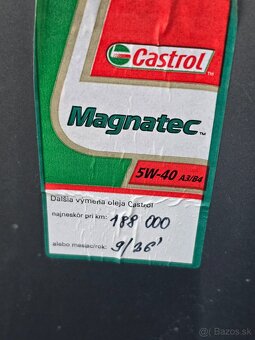 Castrol
Magnatec
5W-40 A3/B4
Ďalšia výmena oleja Castrol
najneskôr pri km: 188 000
alebo mesiac/rok: 9/26'
sbazar.sk